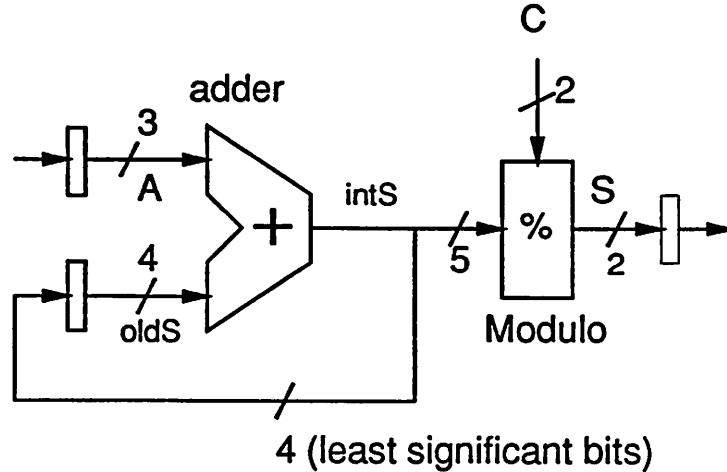 C
2
adder
3
A
+
intS
5
%
S
2
4
oldS
Modulo
4 (least significant bits)